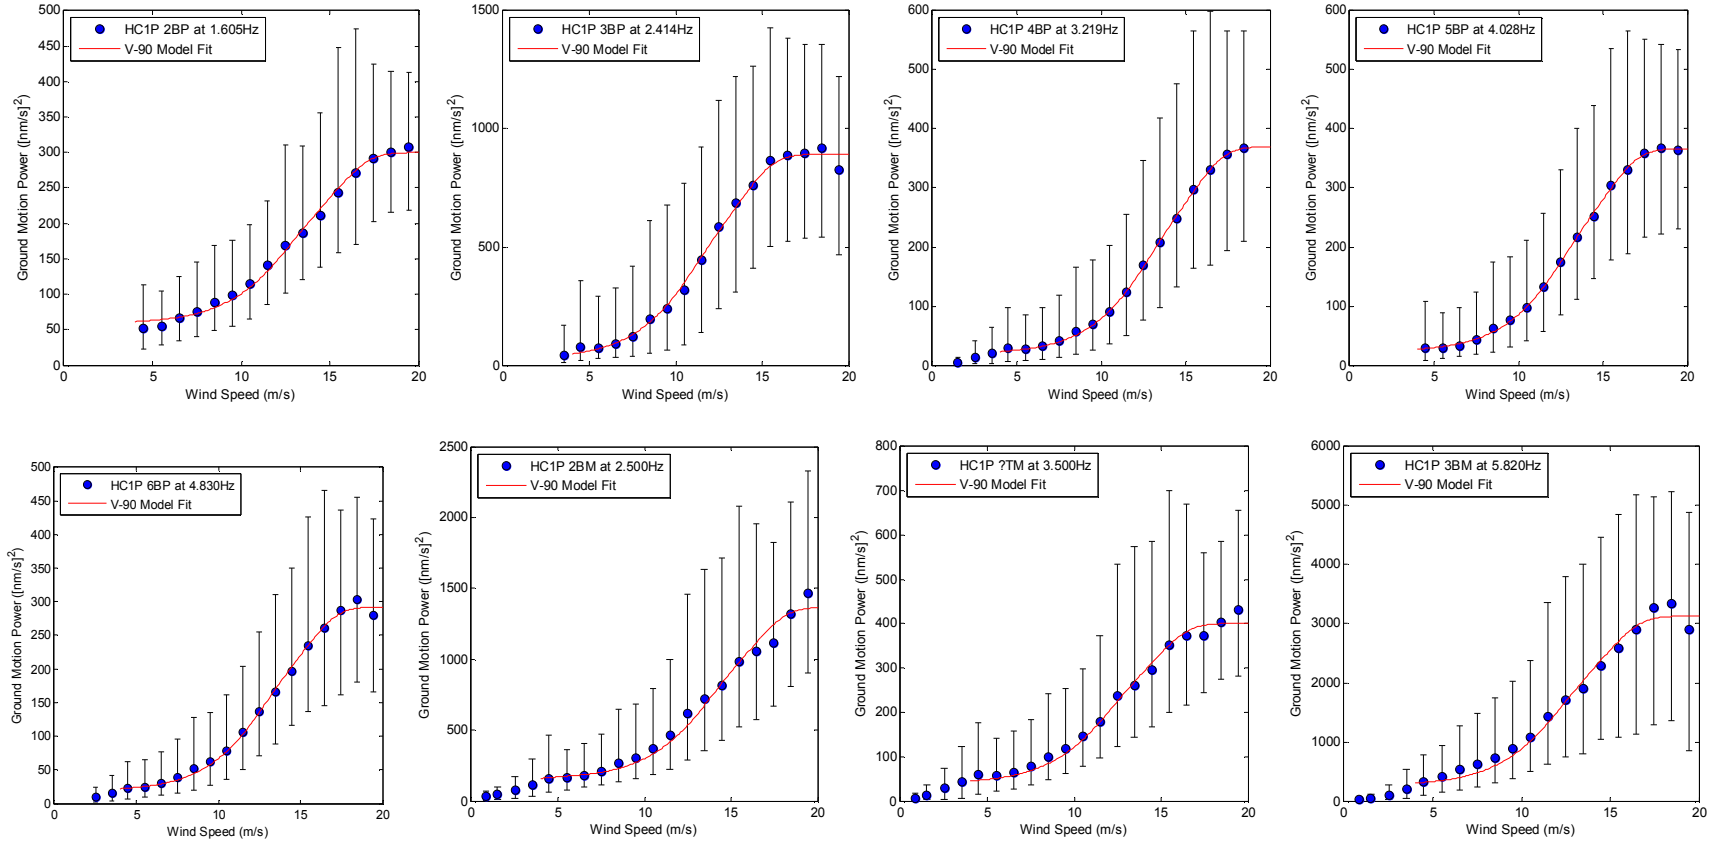 HC1P 2BP at 1.605Hz
V-90 Model Fit
500
450
400
350
300
250
200
150
100
50
0
0 5 10 15 20
Ground Motion Power ([nm/s]²)
Wind Speed (m/s)
HC1P 3BP at 2.414Hz
V-90 Model Fit
1500
1000
500
0
0 5 10 15 20
Ground Motion Power ([nm/s]²)
Wind Speed (m/s)
HC1P 4BP at 3.219Hz
V-90 Model Fit
600
500
400
300
200
100
0
0 5 10 15 20
Ground Motion Power ([nm/s]²)
Wind Speed (m/s)
HC1P 5BP at 4.028Hz
V-90 Model Fit
600
500
400
300
200
100
0
0 5 10 15 20
Ground Motion Power ([nm/s]²)
Wind Speed (m/s)
HC1P 6BP at 4.830Hz
V-90 Model Fit
500
450
400
350
300
250
200
150
100
50
0
0 5 10 15 20
Ground Motion Power ([nm/s]²)
Wind Speed (m/s)
HC1P 2BM at 2.500Hz
V-90 Model Fit
2500
2000
1500
1000
500
0
0 5 10 15 20
Ground Motion Power ([nm/s]²)
Wind Speed (m/s)
HC1P ?TM at 3.500Hz
V-90 Model Fit
800
700
600
500
400
300
200
100
0
0 5 10 15 20
Ground Motion Power ([nm/s]²)
Wind Speed (m/s)
HC1P 3BM at 5.820Hz
V-90 Model Fit
6000
5000
4000
3000
2000
1000
0
0 5 10 15 20
Ground Motion Power ([nm/s]²)
Wind Speed (m/s)